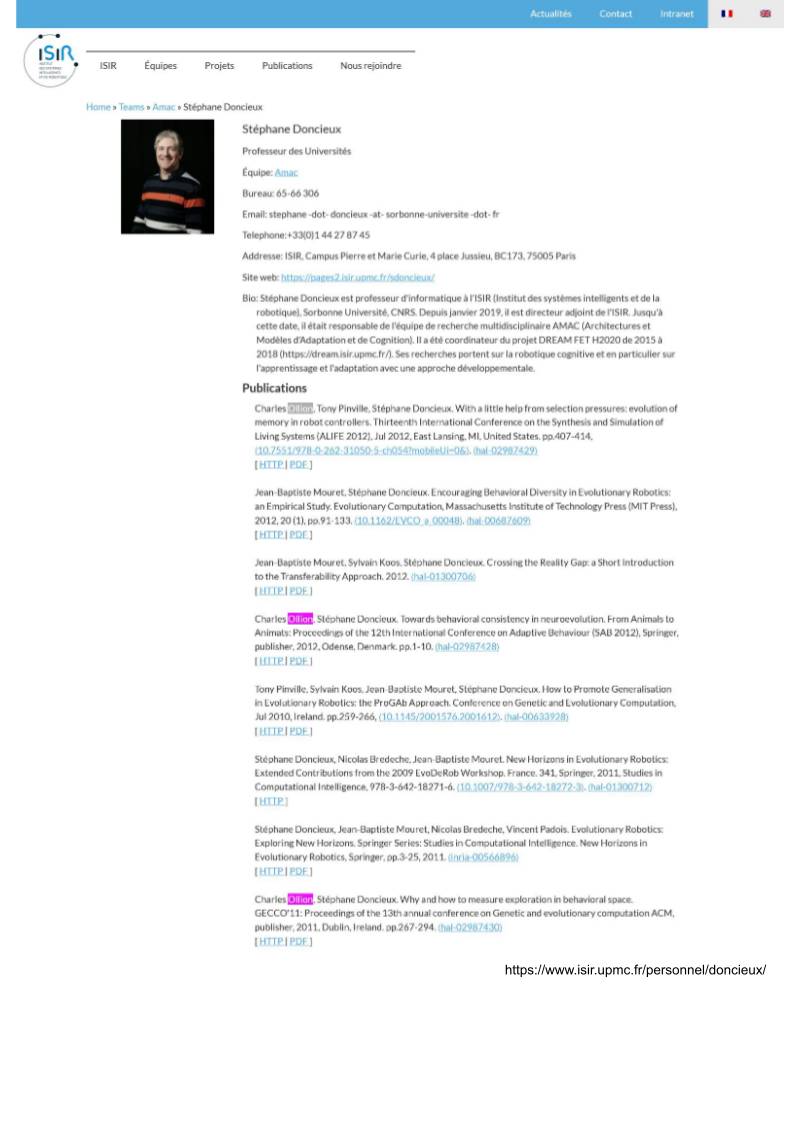 Actualités Contact Intranet
ISIR
ISIR Équipes Projets Publications Nous rejoindre
Home » Teams » Amac » Stéphane Doncieux
Stéphane Doncieux
Professeur des Universités
Équipe: Amac
Bureau: 65-66 306
Email: stephane -dot- doncieux -at- sorbonne-universite -dot- fr
Telephone:+33(0)1 44 27 87 45
Addresse: ISIR, Campus Pierre et Marie Curie, 4 place Jussieu, BC173, 75005 Paris
Site web: https://pages2.isir.upmc.fr/sdoncieux/
Bio: Stéphane Doncieux est professeur d'informatique à l'ISIR (Institut des systèmes intelligents et de la
robotique), Sorbonne Université, CNRS. Depuis janvier 2019, il est directeur adjoint de l'ISIR. Jusqu'à
cette date, il était responsable de l'équipe de recherche multidisciplinaire AMAC (Architectures et
Modèles d'Adaptation et de Cognition). Il a été coordinateur du projet DREAM FET H2020 de 2015 à
2018 (https://dream.isir.upmc.fr/). Ses recherches portent sur la robotique cognitive et en particulier sur
l'apprentissage et l'adaptation avec une approche développementale.
Publications
Charles Ollion, Tony Pinville, Stéphane Doncieux. With a little help from selection pressures: evolution of
memory in robot controllers. Thirteenth International Conference on the Synthesis and Simulation of
Living Systems (ALIFE 2012), Jul 2012, East Lansing, MI, United States. pp.407-414,
⟨10.7551/978-0-262-31050-5-ch054?mobileUi=0&⟩. ⟨hal-02987429⟩
[ HTTP | PDF ]
Jean-Baptiste Mouret, Stéphane Doncieux. Encouraging Behavioral Diversity in Evolutionary Robotics:
an Empirical Study. Evolutionary Computation, Massachusetts Institute of Technology Press (MIT Press),
2012, 20 (1), pp.91-133. ⟨10.1162/EVCO_a_00048⟩. ⟨hal-00687609⟩
[ HTTP | PDF ]
Jean-Baptiste Mouret, Sylvain Koos, Stéphane Doncieux. Crossing the Reality Gap: a Short Introduction
to the Transferability Approach. 2012. ⟨hal-01300706⟩
[ HTTP | PDF ]
Charles Ollion, Stéphane Doncieux. Towards behavioral consistency in neuroevolution. From Animals to
Animats: Proceedings of the 12th International Conference on Adaptive Behaviour (SAB 2012), Springer,
publisher, 2012, Odense, Denmark. pp.1-10. ⟨hal-02987428⟩
[ HTTP | PDF ]
Tony Pinville, Sylvain Koos, Jean-Baptiste Mouret, Stéphane Doncieux. How to Promote Generalisation
in Evolutionary Robotics: the ProGAb Approach. Conference on Genetic and Evolutionary Computation,
Jul 2010, Ireland. pp.259-266, ⟨10.1145/2001576.2001612⟩. ⟨hal-00633928⟩
[ HTTP | PDF ]
Stéphane Doncieux, Nicolas Bredeche, Jean-Baptiste Mouret. New Horizons in Evolutionary Robotics:
Extended Contributions from the 2009 EvoDeRob Workshop. France. 341, Springer, 2011, Studies in
Computational Intelligence, 978-3-642-18271-6. ⟨10.1007/978-3-642-18272-3⟩. ⟨hal-01300712⟩
[ HTTP ]
Stéphane Doncieux, Jean-Baptiste Mouret, Nicolas Bredeche, Vincent Padois. Evolutionary Robotics:
Exploring New Horizons. Springer Series: Studies in Computational Intelligence. New Horizons in
Evolutionary Robotics, Springer, pp.3-25, 2011. ⟨inria-00566896⟩
[ HTTP | PDF ]
Charles Ollion, Stéphane Doncieux. Why and how to measure exploration in behavioral space.
GECCO'11: Proceedings of the 13th annual conference on Genetic and evolutionary computation ACM,
publisher, 2011, Dublin, Ireland. pp.267-294. ⟨hal-02987430⟩
[ HTTP | PDF ]
https://www.isir.upmc.fr/personnel/doncieux/